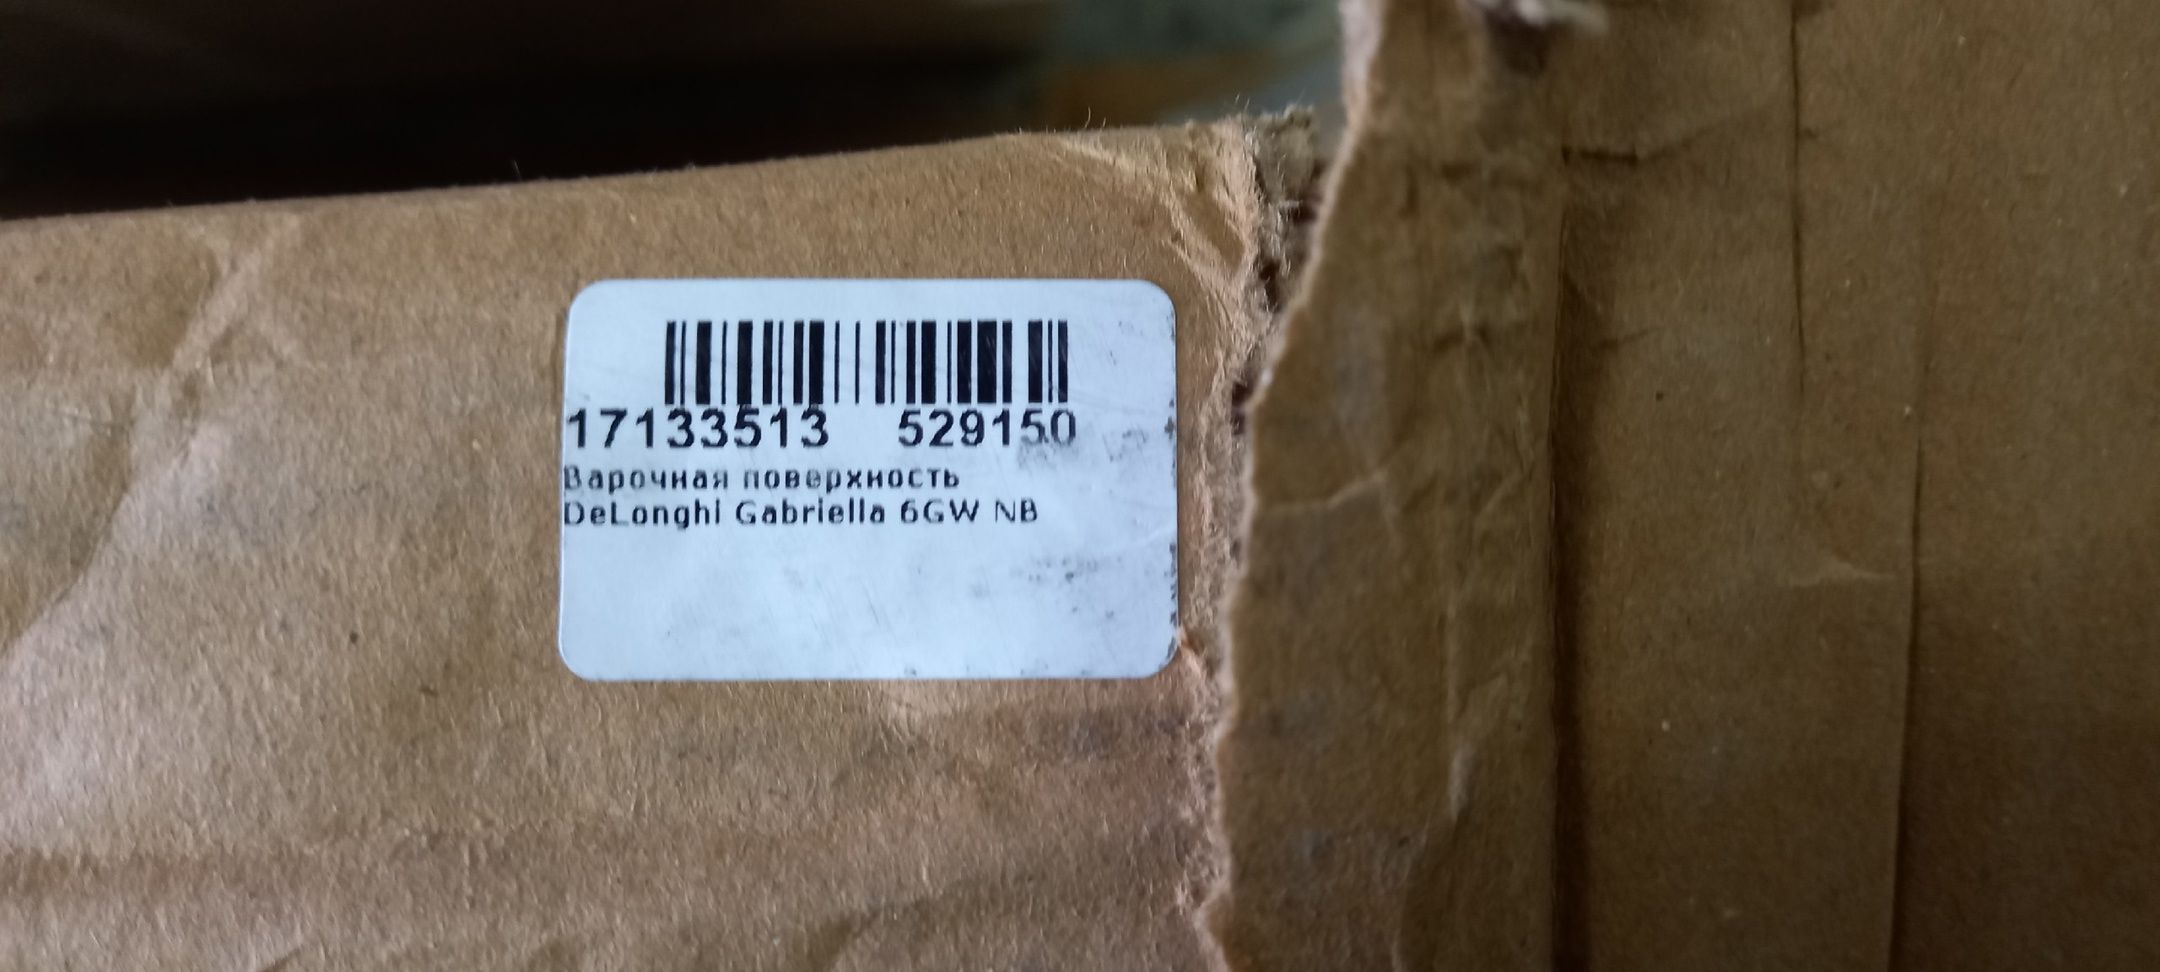 17133513 529150
Варочная поверхность
DeLonghi Gabriella 6GW NB